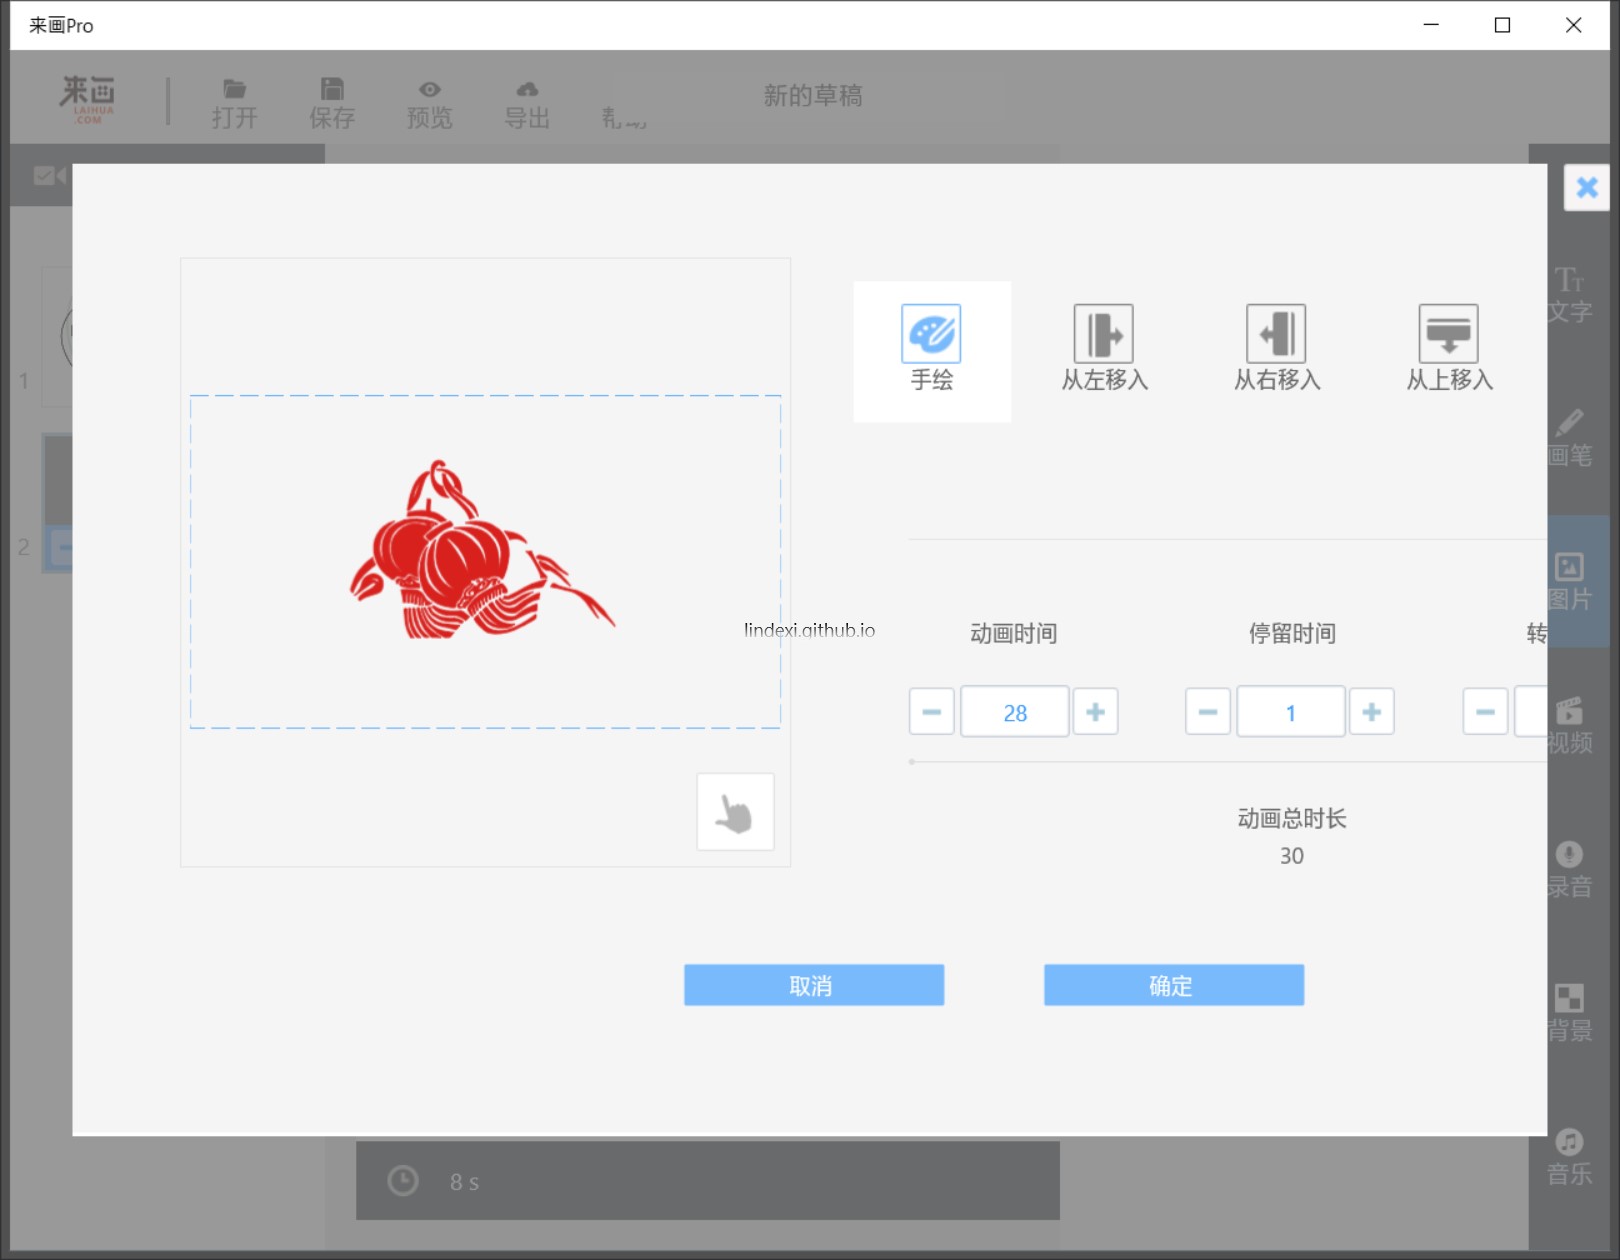 来画Pro
来画
LAIHUA
.COM
打开
保存
预览
导出
帮助
新的草稿
文字
画笔
图片
视频
录音
背景
音乐
1
2
手绘
从左移入
从右移入
从上移入
lindexi.github.io
动画时间
停留时间
转
28
1
动画总时长
30
取消
确定
8 s